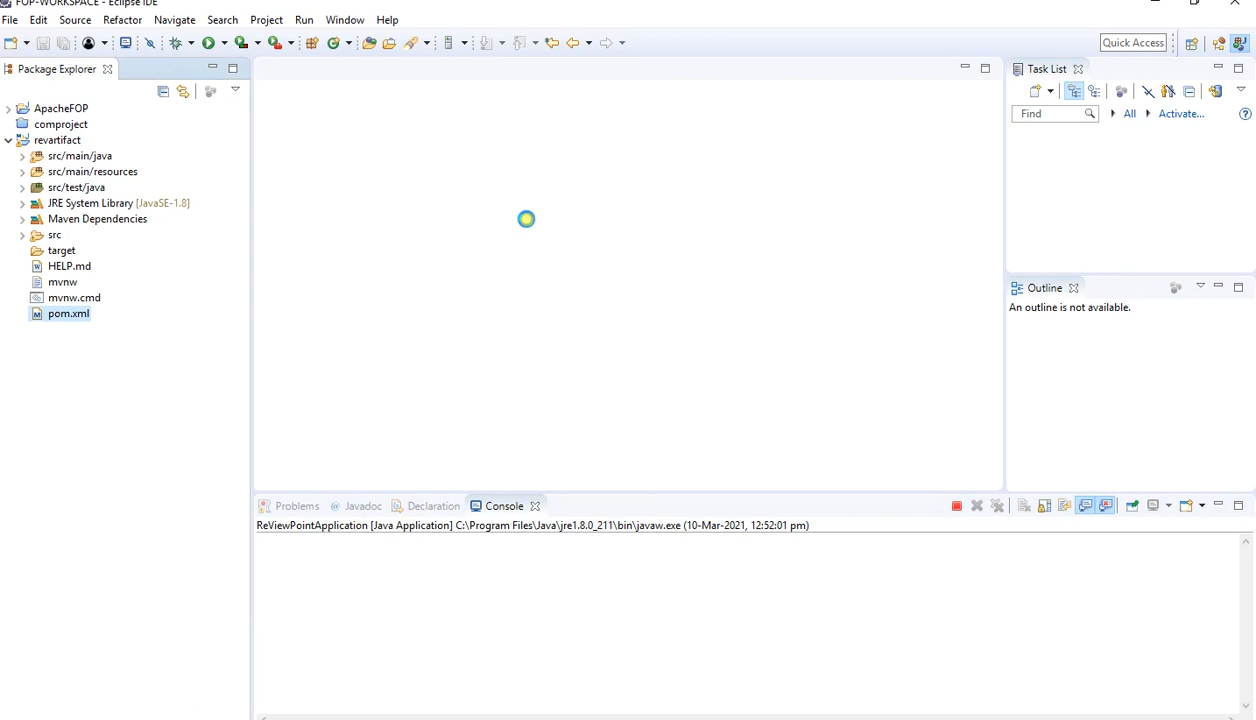 FOP-WORKSPACE - Eclipse IDE
File Edit Source Refactor Navigate Search Project Run Window Help
Quick Access
Package Explorer
Task List
ApacheFOP
comproject
revartifact
src/main/java
src/main/resources
src/test/java
JRE System Library [JavaSE-1.8]
Maven Dependencies
src
target
HELP.md
mvnw
mvnw.cmd
pom.xml
Find All Activate...
Outline
An outline is not available.
Problems Javadoc Declaration Console
ReViewPointApplication [Java Application] C:\Program Files\Java\jre1.8.0_211\bin\javaw.exe (10-Mar-2021, 12:52:01 pm)